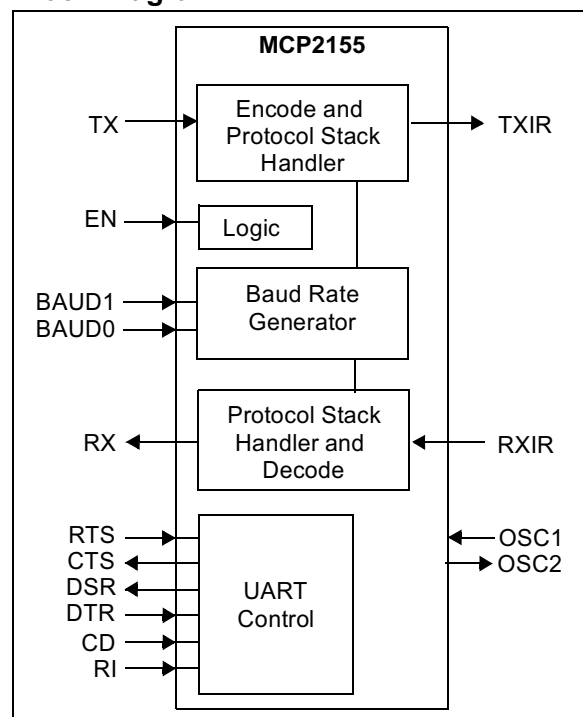 MCP2155
TX
Encode and
Protocol Stack
Handler
TXIR
EN
Logic
BAUD1
BAUD0
Baud Rate
Generator
RX
Protocol Stack
Handler and
Decode
RXIR
RTS
CTS
DSR
DTR
CD
RI
UART
Control
OSC1
OSC2